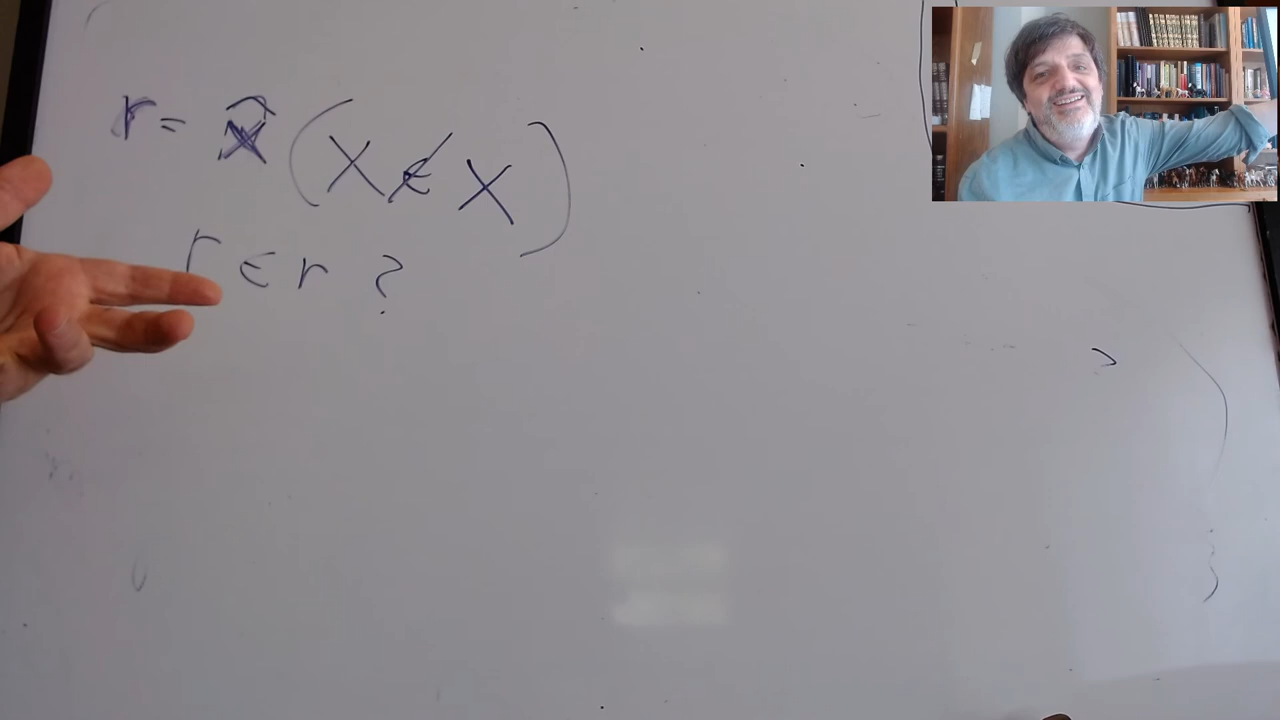 r = x̂ (x ∉ x)
r ∈ r ?